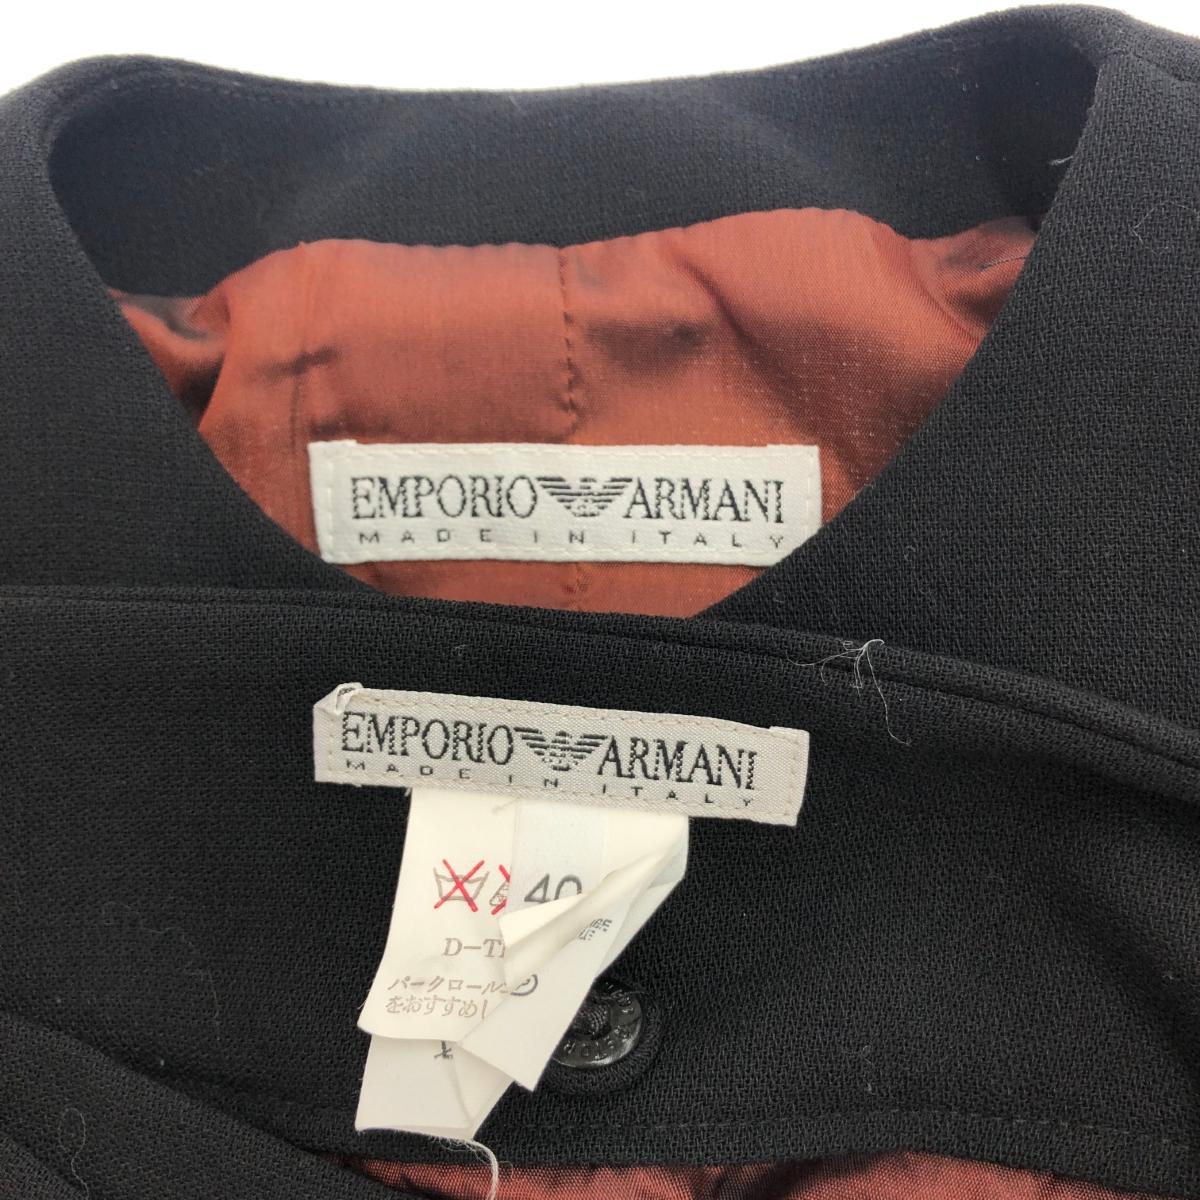 EMPORIO ARMANI
MADE IN ITALY
EMPORIO ARMANI
MADE IN ITALY
40
D-T
パークロール
をおすすめし